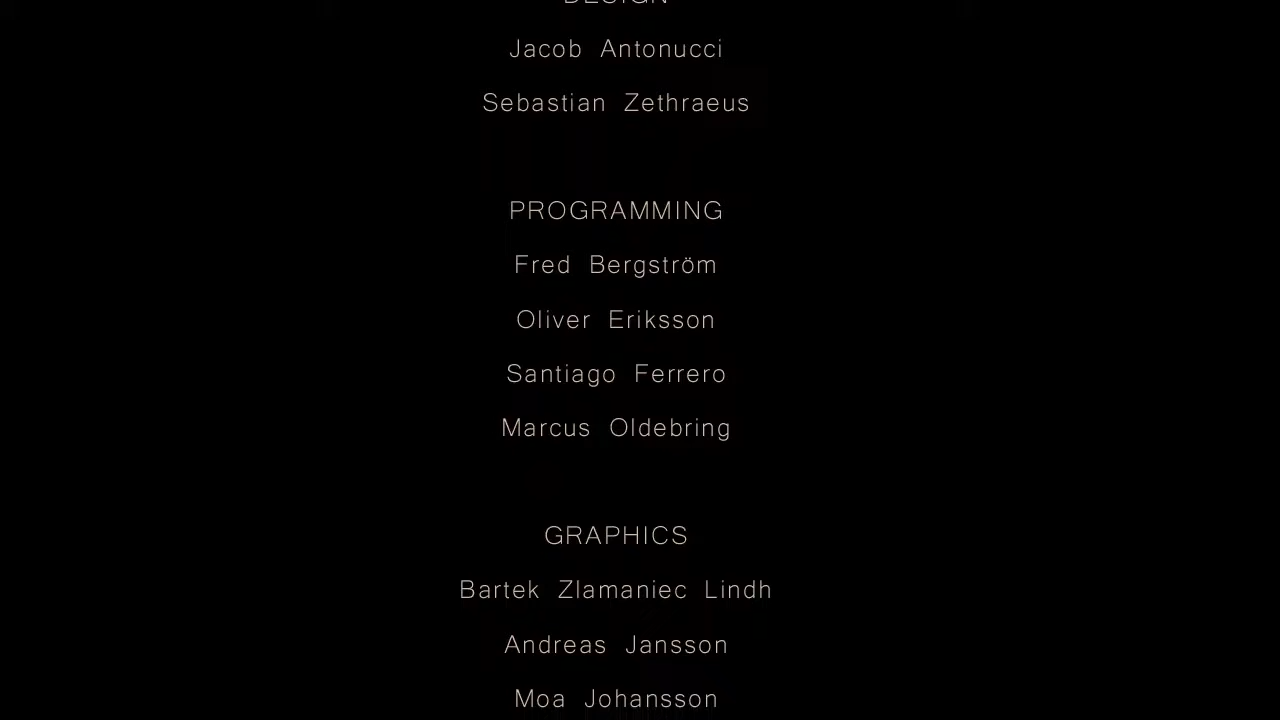 DESIGN
Jacob Antonucci
Sebastian Zethraeus
PROGRAMMING
Fred Bergström
Oliver Eriksson
Santiago Ferrero
Marcus Oldebring
GRAPHICS
Bartek Zlamaniec Lindh
Andreas Jansson
Moa Johansson